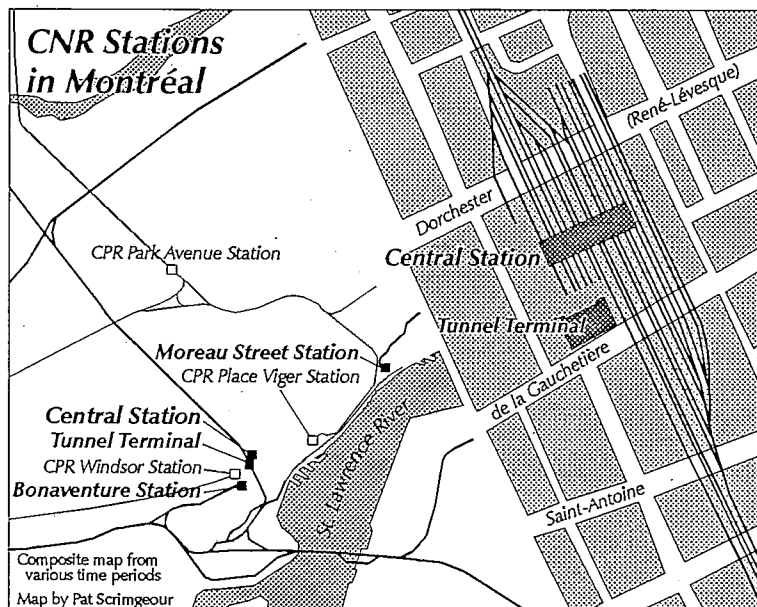 CNR Stations
in Montréal
(René-Lévesque)
Dorchester
CPR Park Avenue Station
Central Station
Tunnel Terminal
Moreau Street Station
CPR Place Viger Station
de la Gauchetière
Central Station
Tunnel Terminal
CPR Windsor Station
Bonaventure Station
St. Lawrence River
Saint-Antoine
Composite map from
various time periods
Map by Pat Scrimgeour